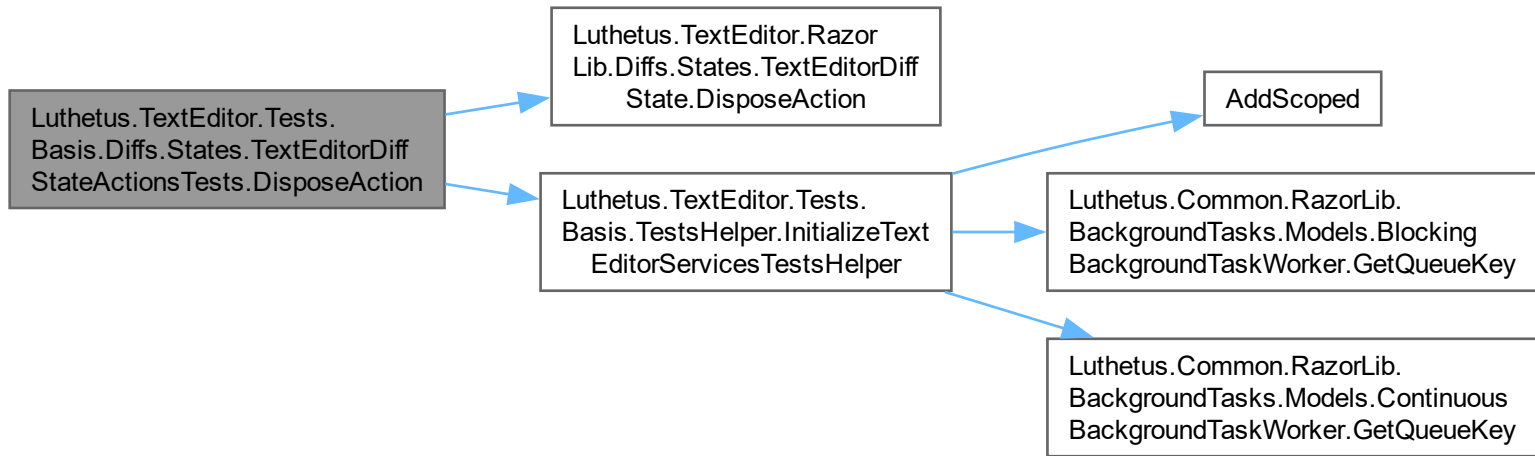 Luthetus.TextEditor.Tests.
Basis.Diffs.States.TextEditorDiff
StateActionsTests.DisposeAction
Luthetus.TextEditor.Razor
Lib.Diffs.States.TextEditorDiff
State.DisposeAction
Luthetus.TextEditor.Tests.
Basis.TestsHelper.InitializeText
EditorServicesTestsHelper
AddScoped
Luthetus.Common.RazorLib.
BackgroundTasks.Models.Blocking
BackgroundTaskWorker.GetQueueKey
Luthetus.Common.RazorLib.
BackgroundTasks.Models.Continuous
BackgroundTaskWorker.GetQueueKey